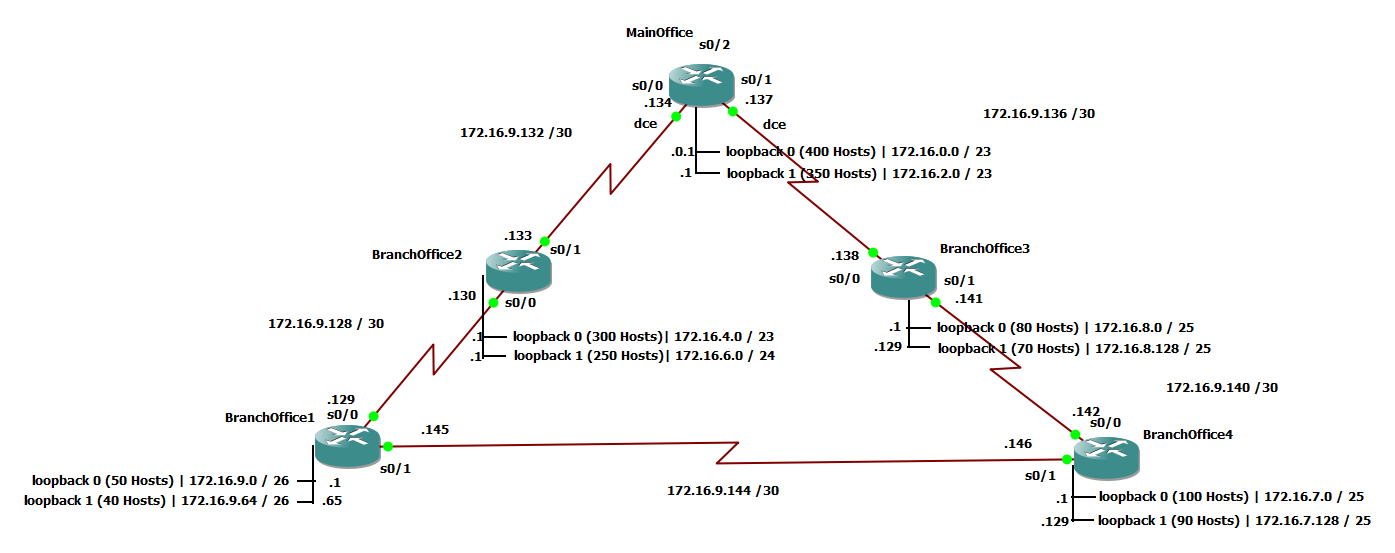 MainOffice
s0/2
s0/0
s0/1
.134
.137
dce
dce
172.16.9.132 /30
172.16.9.136 /30
.0.1
loopback 0 (400 Hosts) | 172.16.0.0 / 23
.1
loopback 1 (350 Hosts) | 172.16.2.0 / 23
.133
s0/1
BranchOffice2
.130
s0/0
.138
BranchOffice3
s0/0
s0/1
.141
172.16.9.128 / 30
.1
loopback 0 (300 Hosts)| 172.16.4.0 / 23
.1
loopback 1 (250 Hosts)| 172.16.6.0 / 24
.1
loopback 0 (80 Hosts) | 172.16.8.0 / 25
.129
loopback 1 (70 Hosts) | 172.16.8.128 / 25
172.16.9.140 /30
.129
s0/0
BranchOffice1
.145
s0/1
.142
s0/0
BranchOffice4
.146
s0/1
loopback 0 (50 Hosts) | 172.16.9.0 / 26
.1
loopback 1 (40 Hosts) | 172.16.9.64 / 26
.65
172.16.9.144 /30
.1
loopback 0 (100 Hosts) | 172.16.7.0 / 25
.129
loopback 1 (90 Hosts) | 172.16.7.128 / 25